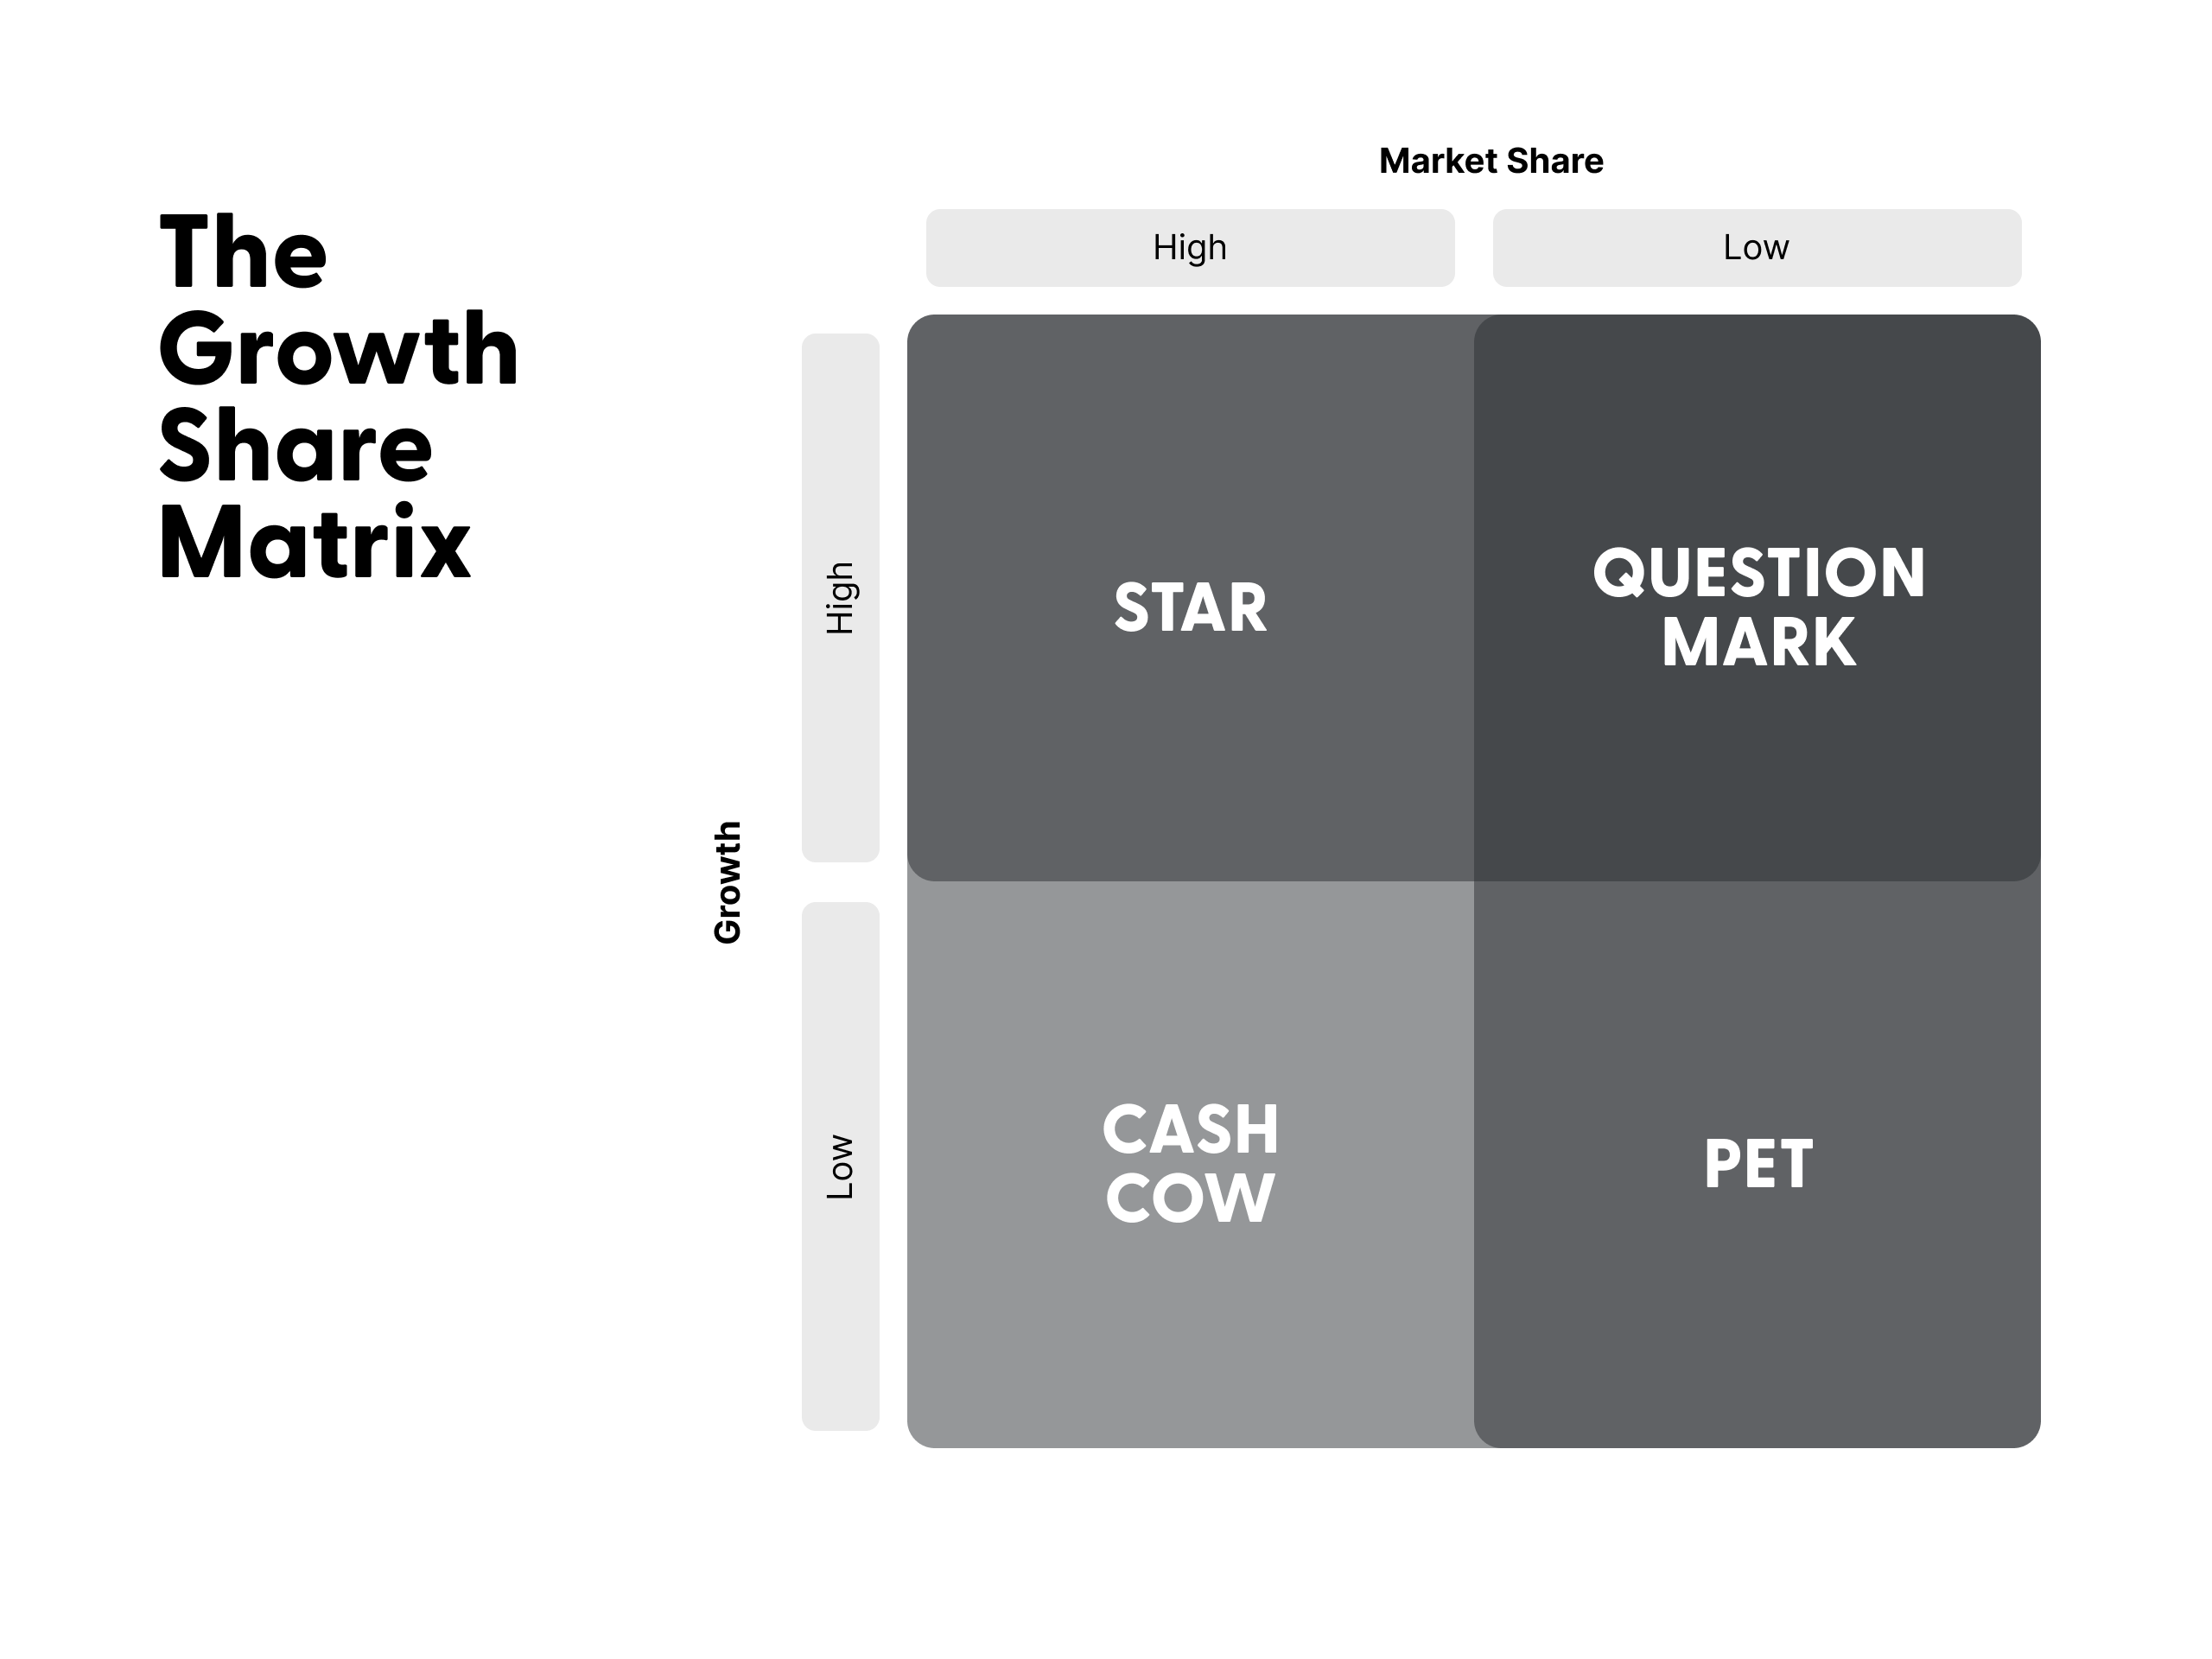 The
Growth
Share
Matrix
Market Share
High
Low
Growth
High
Low
STAR
QUESTION
MARK
CASH
COW
PET